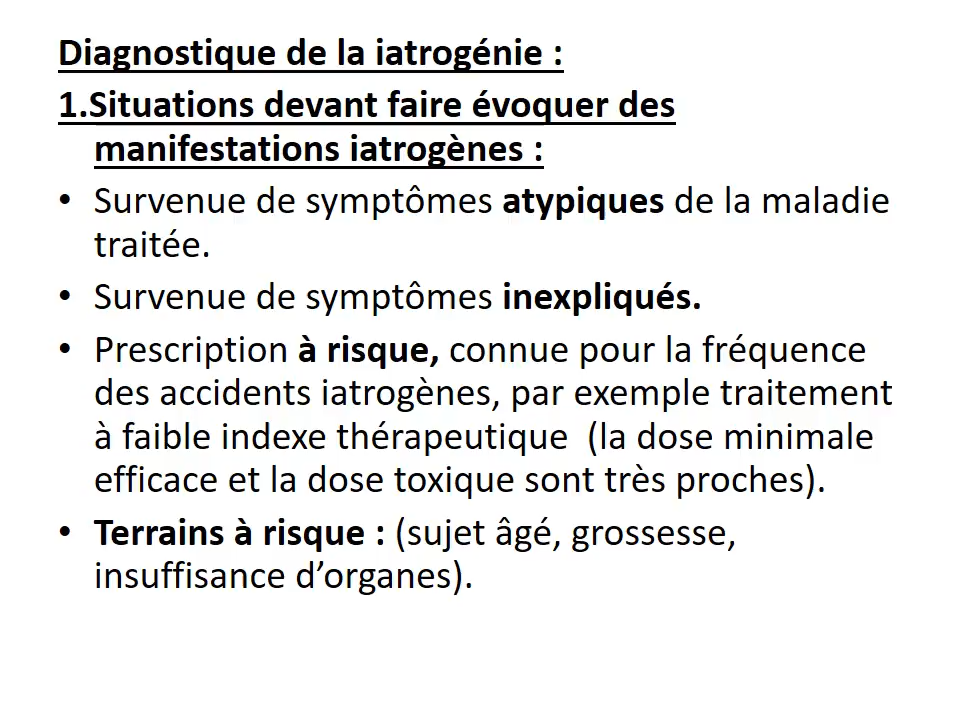 Diagnostique de la iatrogénie :
1.Situations devant faire évoquer des
manifestations iatrogènes :
• Survenue de symptômes atypiques de la maladie
traitée.
• Survenue de symptômes inexpliqués.
• Prescription à risque, connue pour la fréquence
des accidents iatrogènes, par exemple traitement
à faible indexe thérapeutique  (la dose minimale
efficace et la dose toxique sont très proches).
• Terrains à risque : (sujet âgé, grossesse,
insuffisance d’organes).